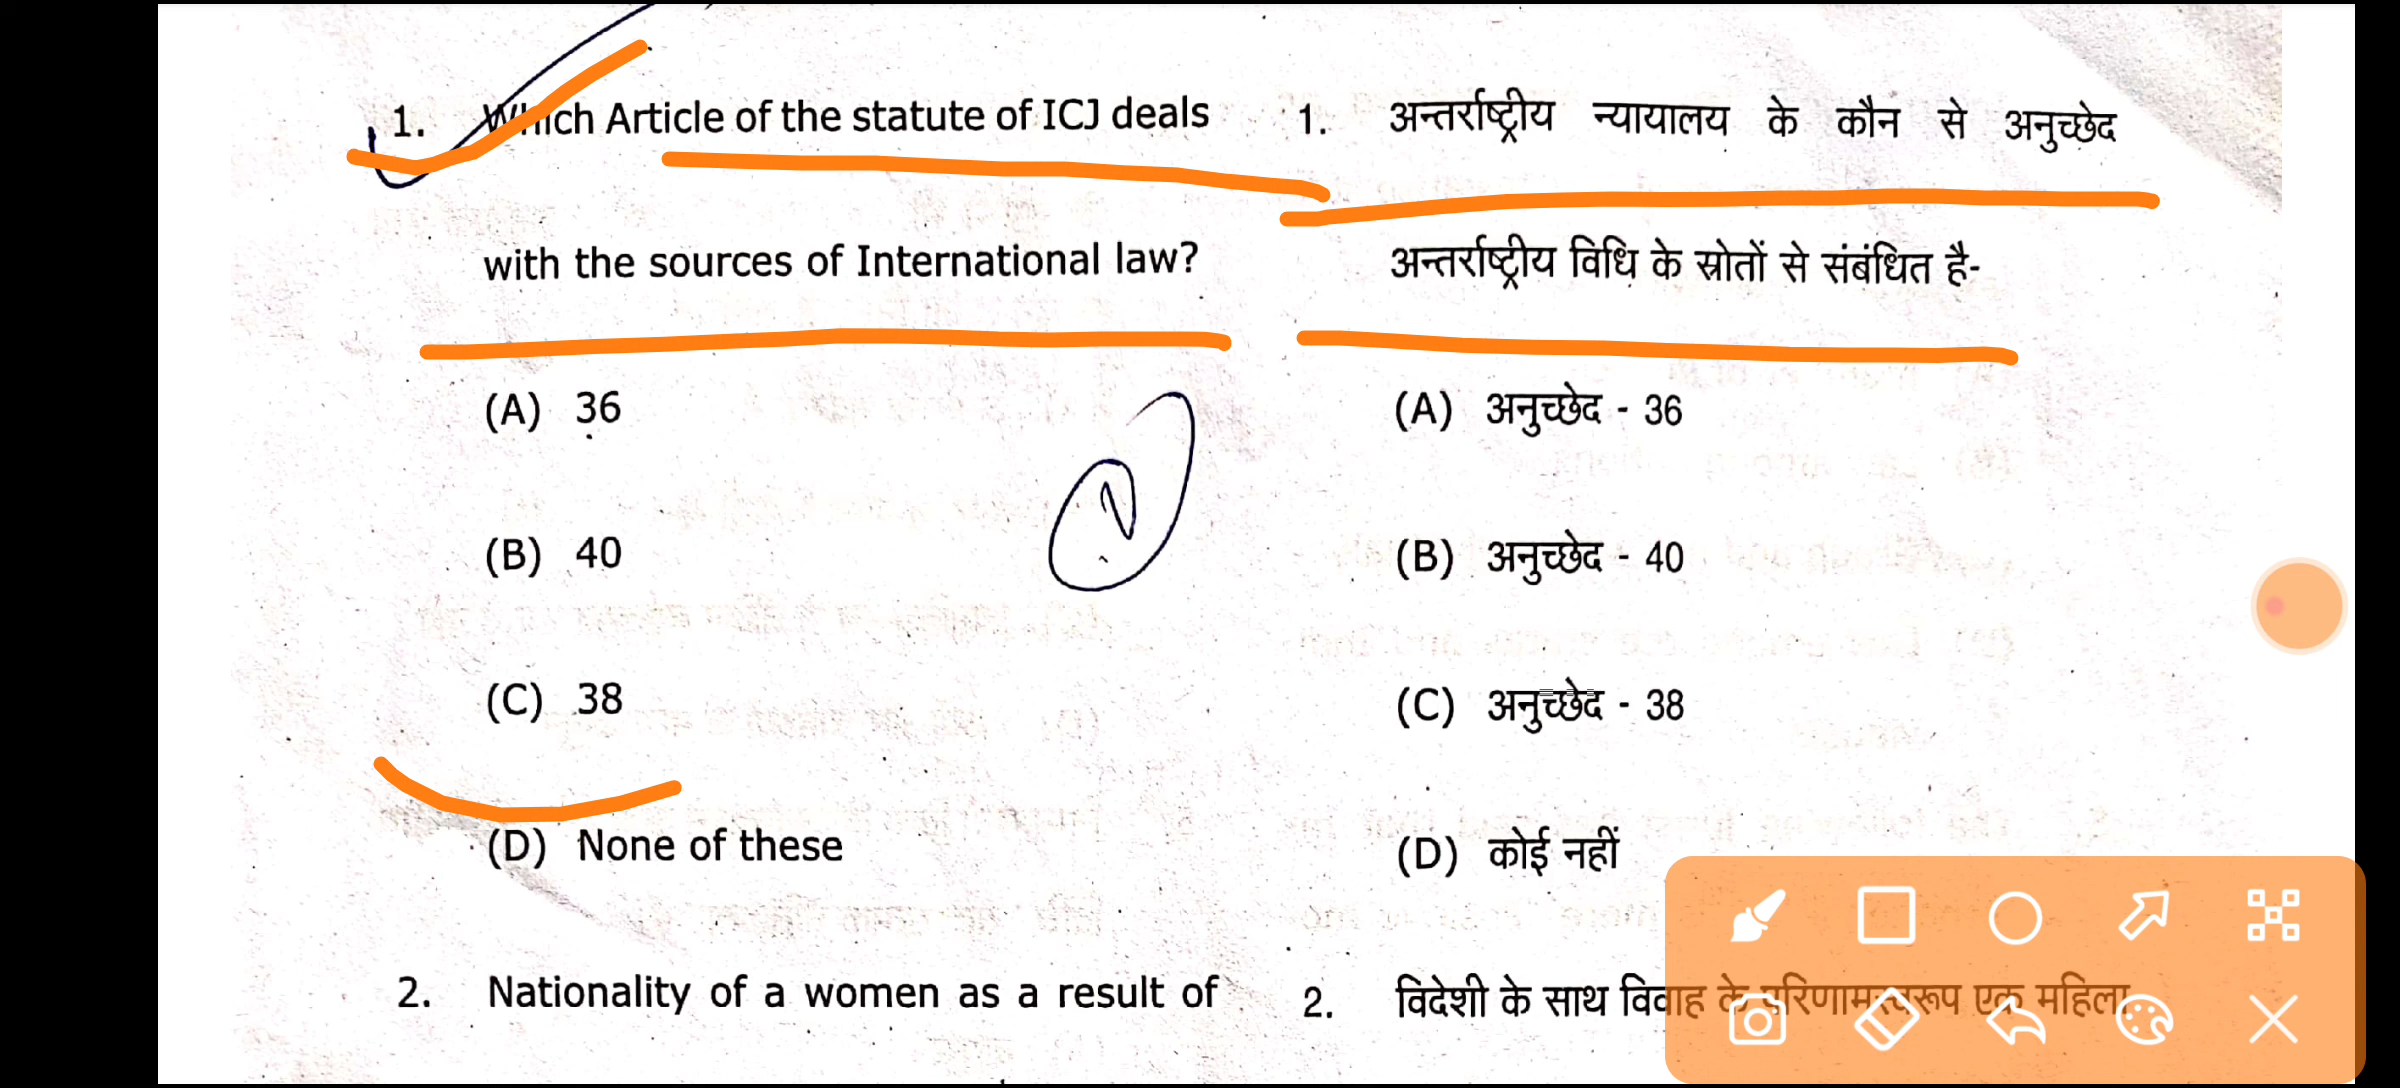 1. Which Article of the statute of ICJ deals
with the sources of International law?
(A) 36
(B) 40
(C) 38
(D) None of these
2. Nationality of a women as a result of
1. अन्तर्राष्ट्रीय न्यायालय के कौन से अनुच्छेद
अन्तर्राष्ट्रीय विधि के स्रोतों से संबंधित है-
(A) अनुच्छेद - 36
(B) अनुच्छेद - 40
(C) अनुच्छेद - 38
(D) कोई नहीं
2. विदेशी के साथ विवाह के परिणामस्वरूप एक महिला